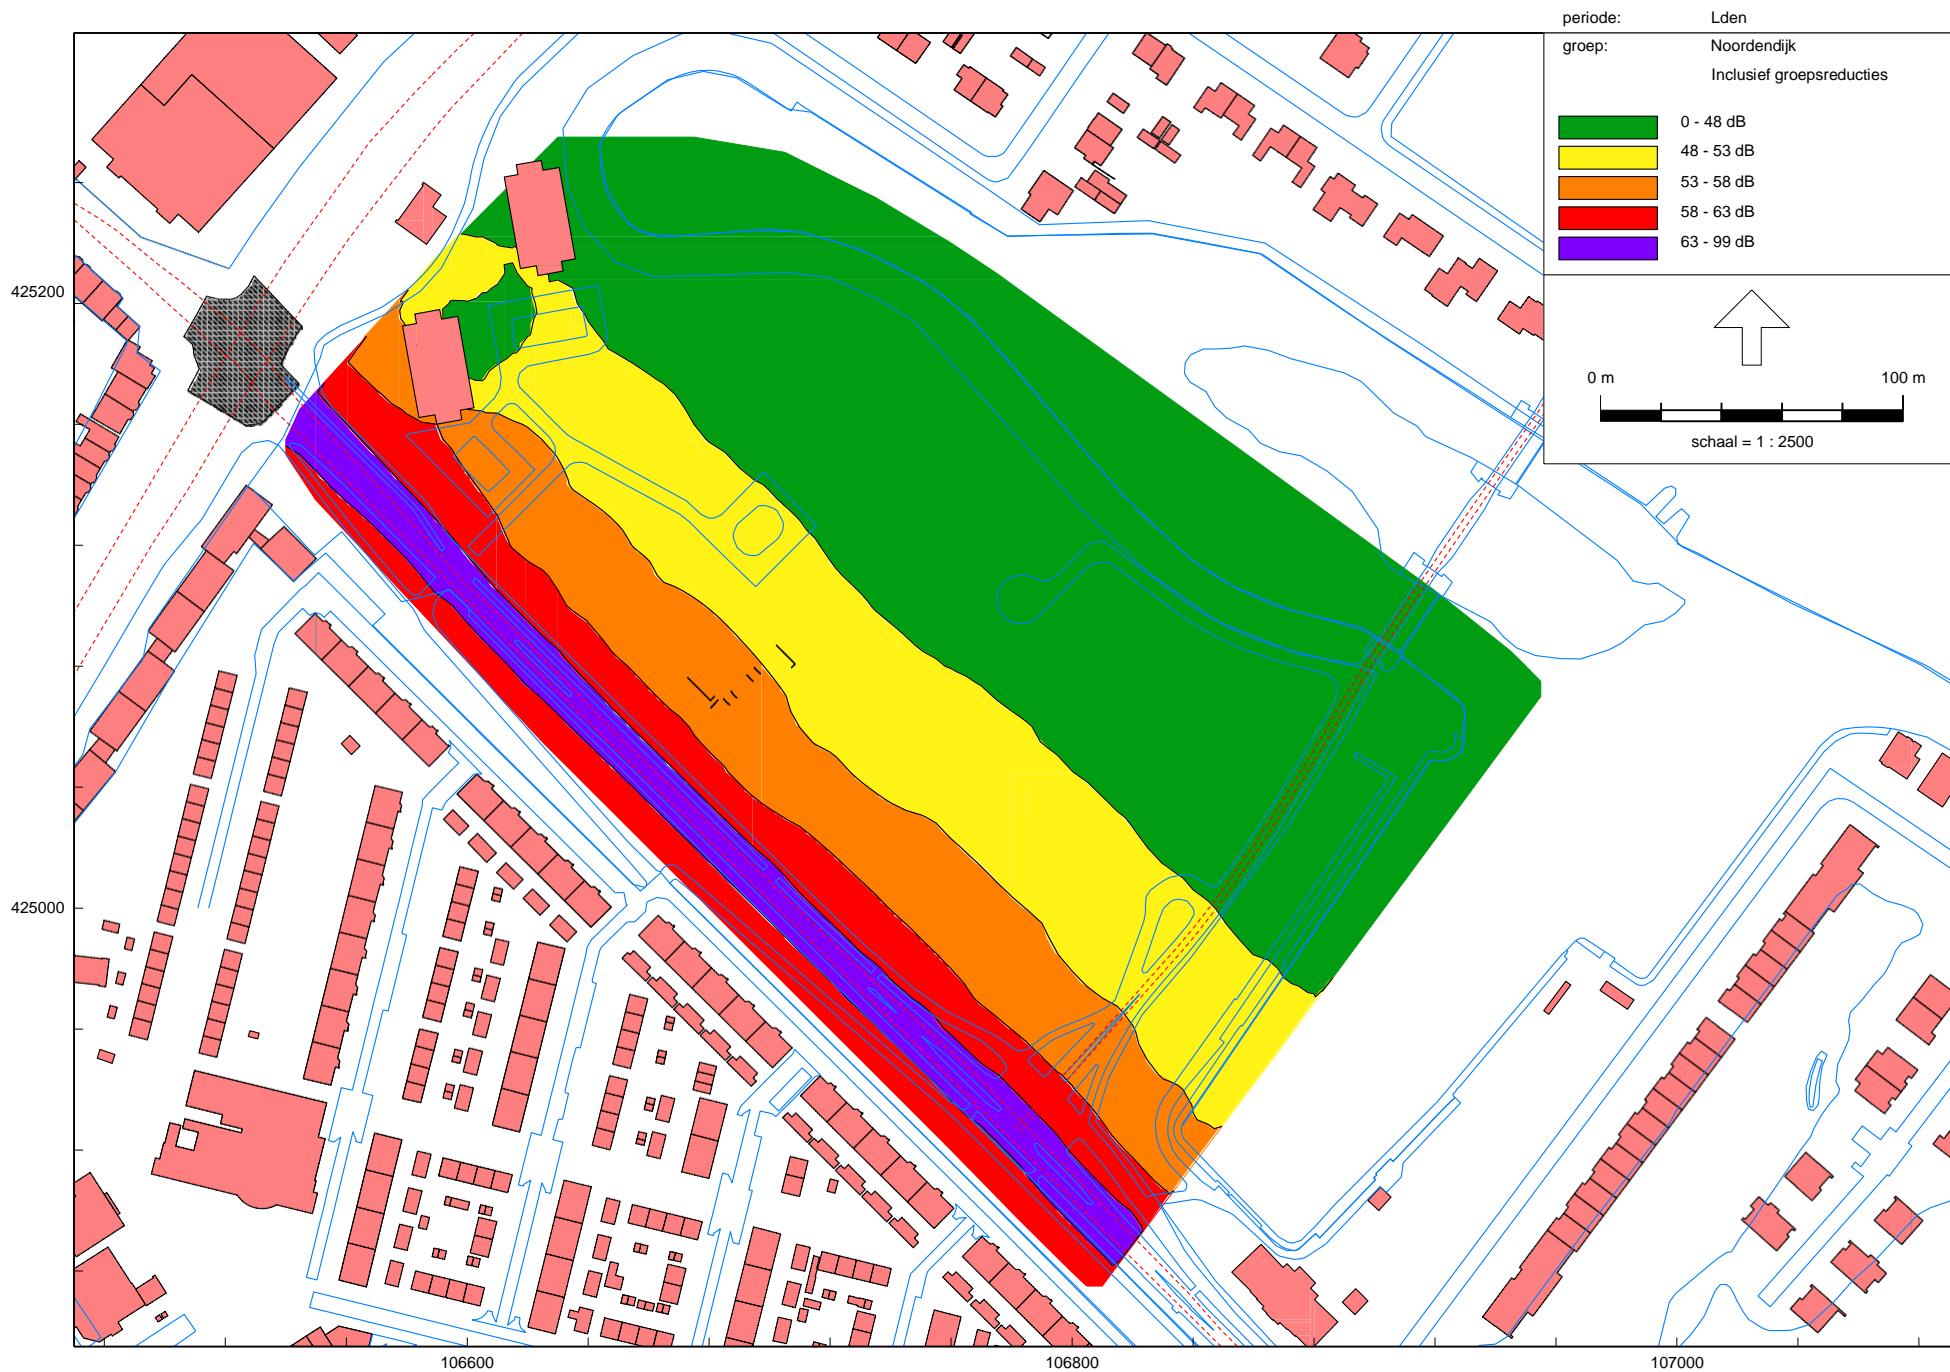 periode: Lden
groep: Noordendijk
Inclusief groepsreducties
0 - 48 dB
48 - 53 dB
53 - 58 dB
58 - 63 dB
63 - 99 dB
0 m 100 m
schaal = 1 : 2500
425200
425000
106600 106800 107000